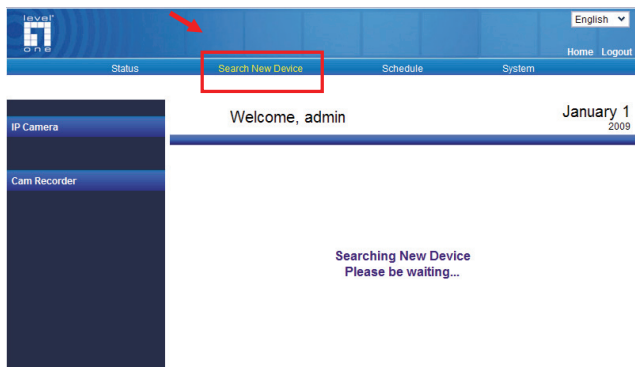 level
one
English
Home Logout
Status Search New Device Schedule System
IP Camera
Cam Recorder
Welcome, admin
January 1
2009
Searching New Device
Please be waiting...